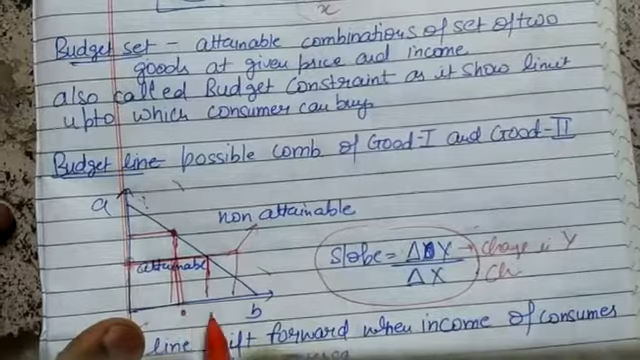 x
Budget set - attainable combinations of set of two
goods at given price and income
also called Budget Constraint as it show limit
upto which consumer can buy.
Budget line - possible comb of Good-I and Good-II
a
non attainable
attainable
Slope = ΔY → change in Y
ΔX
b
line shift forward when income of consumer